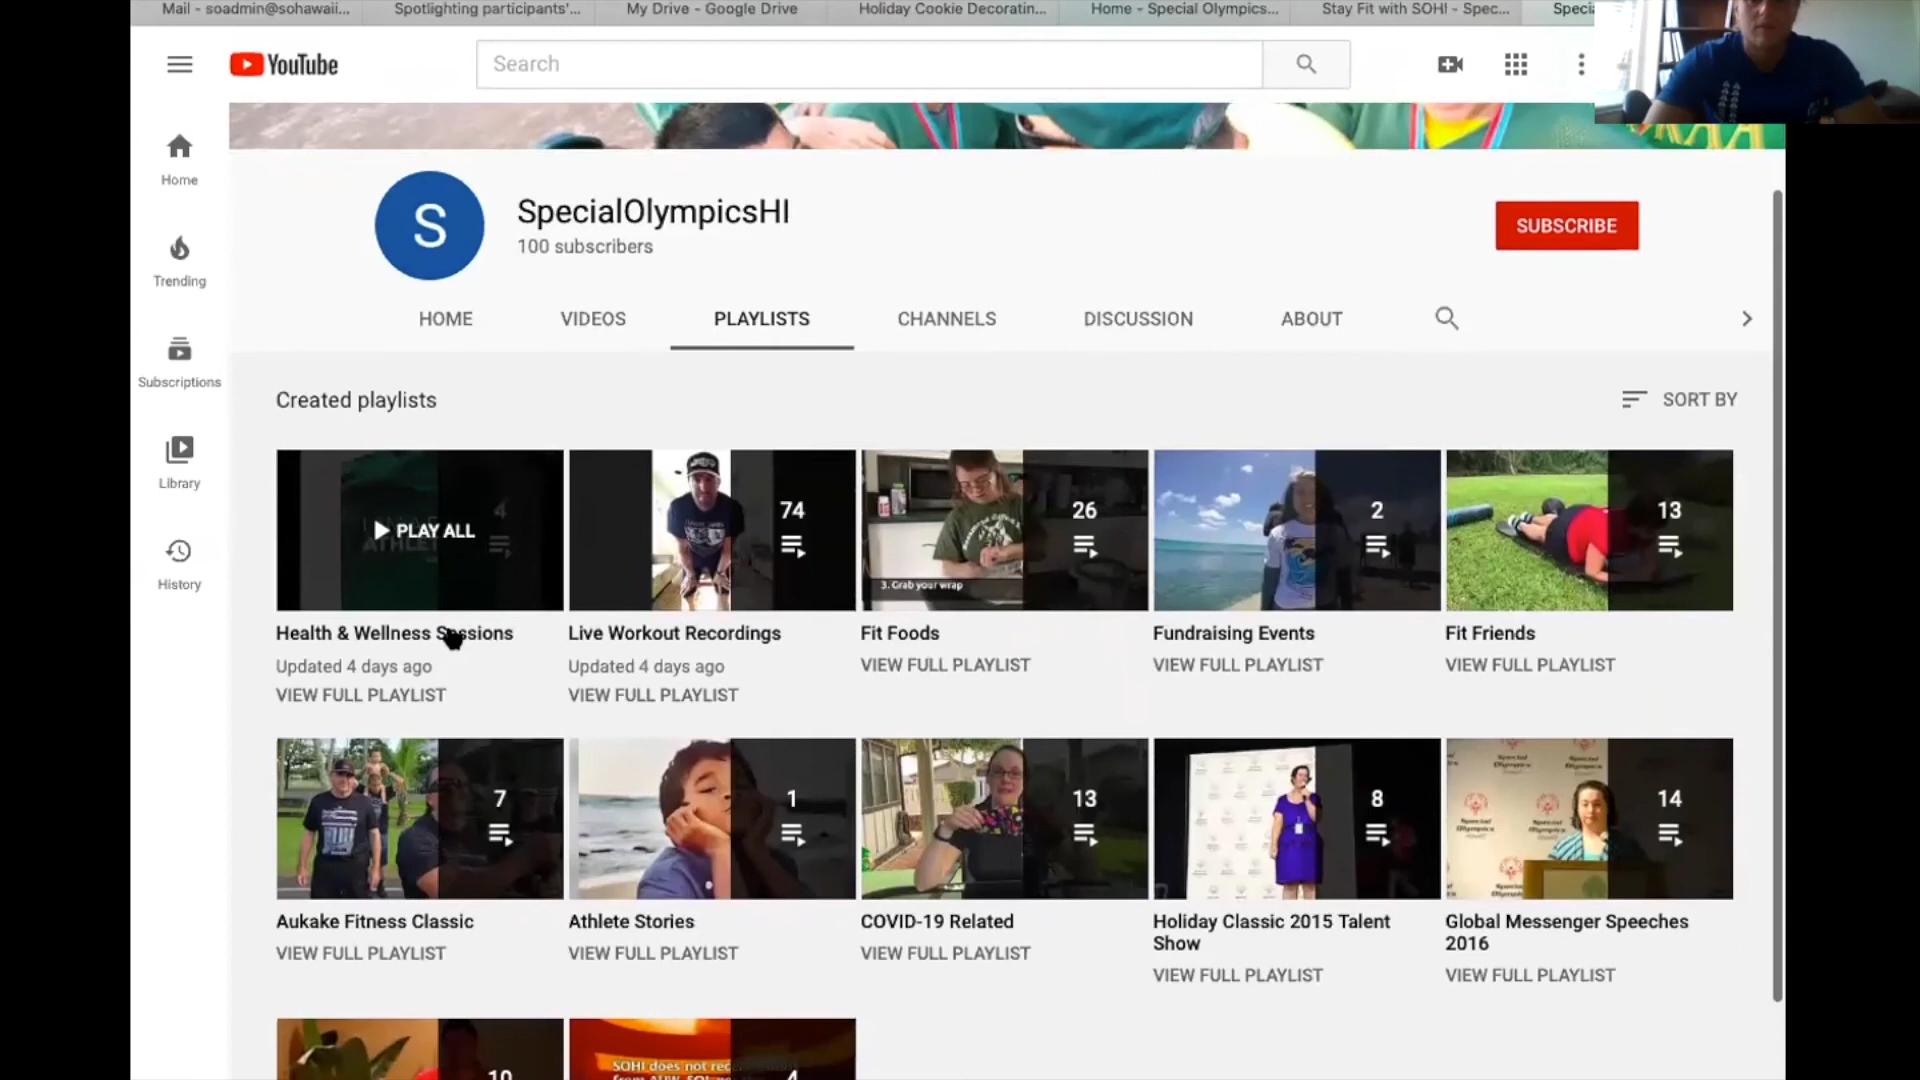 Mail - soadmin@sohawaii...
Spotlighting participants'...
My Drive - Google Drive
Holiday Cookie Decoratin...
Home - Special Olympics...
Stay Fit with SOHI - Spec...
YouTube
Search
Home
Trending
Subscriptions
Library
History
S
SpecialOlympicsHI
100 subscribers
SUBSCRIBE
HOME
VIDEOS
PLAYLISTS
CHANNELS
DISCUSSION
ABOUT
Created playlists
SORT BY
PLAY ALL
4
74
26
3. Grab your wrap
2
13
Health & Wellness Sessions
Updated 4 days ago
VIEW FULL PLAYLIST
Live Workout Recordings
Updated 4 days ago
VIEW FULL PLAYLIST
Fit Foods
VIEW FULL PLAYLIST
Fundraising Events
VIEW FULL PLAYLIST
Fit Friends
VIEW FULL PLAYLIST
7
1
13
8
14
Aukake Fitness Classic
VIEW FULL PLAYLIST
Athlete Stories
VIEW FULL PLAYLIST
COVID-19 Related
VIEW FULL PLAYLIST
Holiday Classic 2015 Talent
Show
VIEW FULL PLAYLIST
Global Messenger Speeches
2016
VIEW FULL PLAYLIST
10
SOHI does not
4